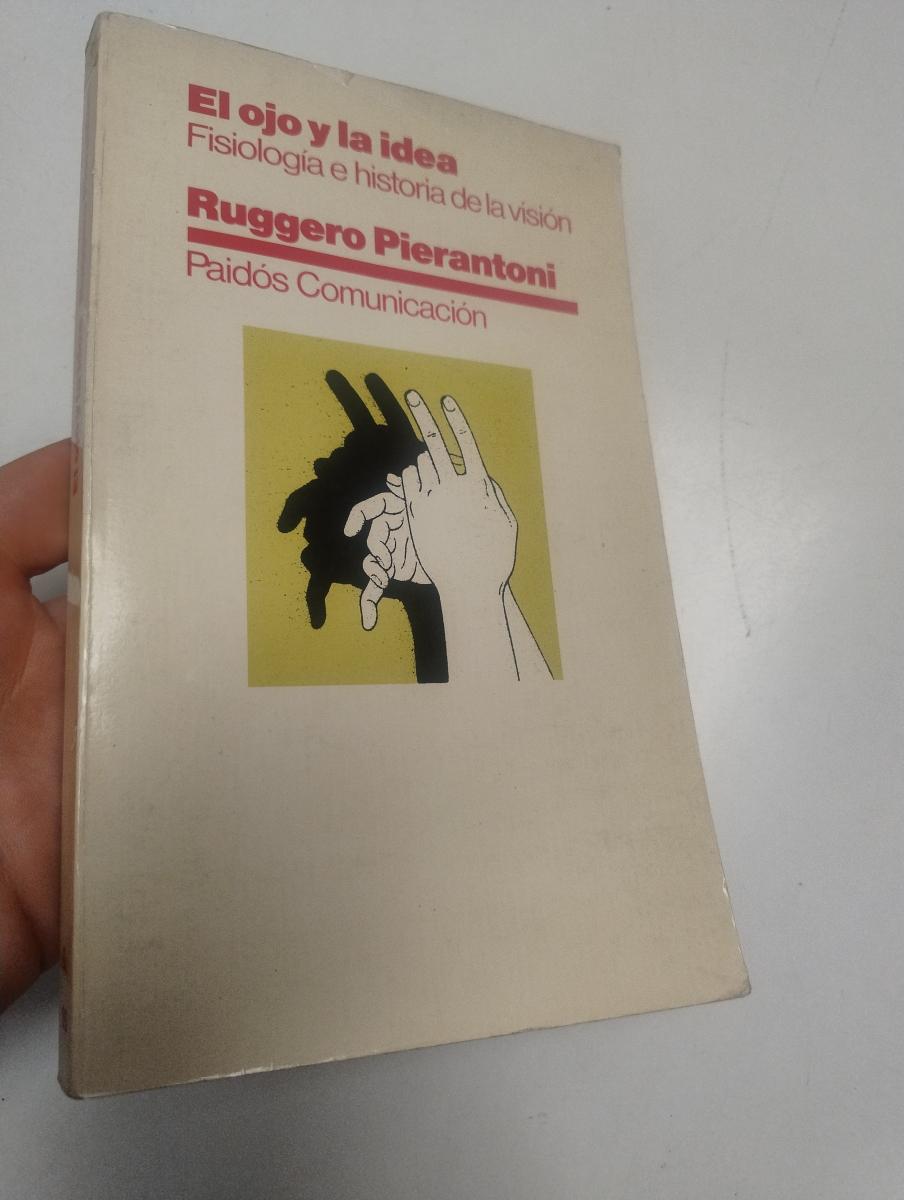 El ojo y la idea
Fisiología e historia de la visión
Ruggero Pierantoni
Paidós Comunicación